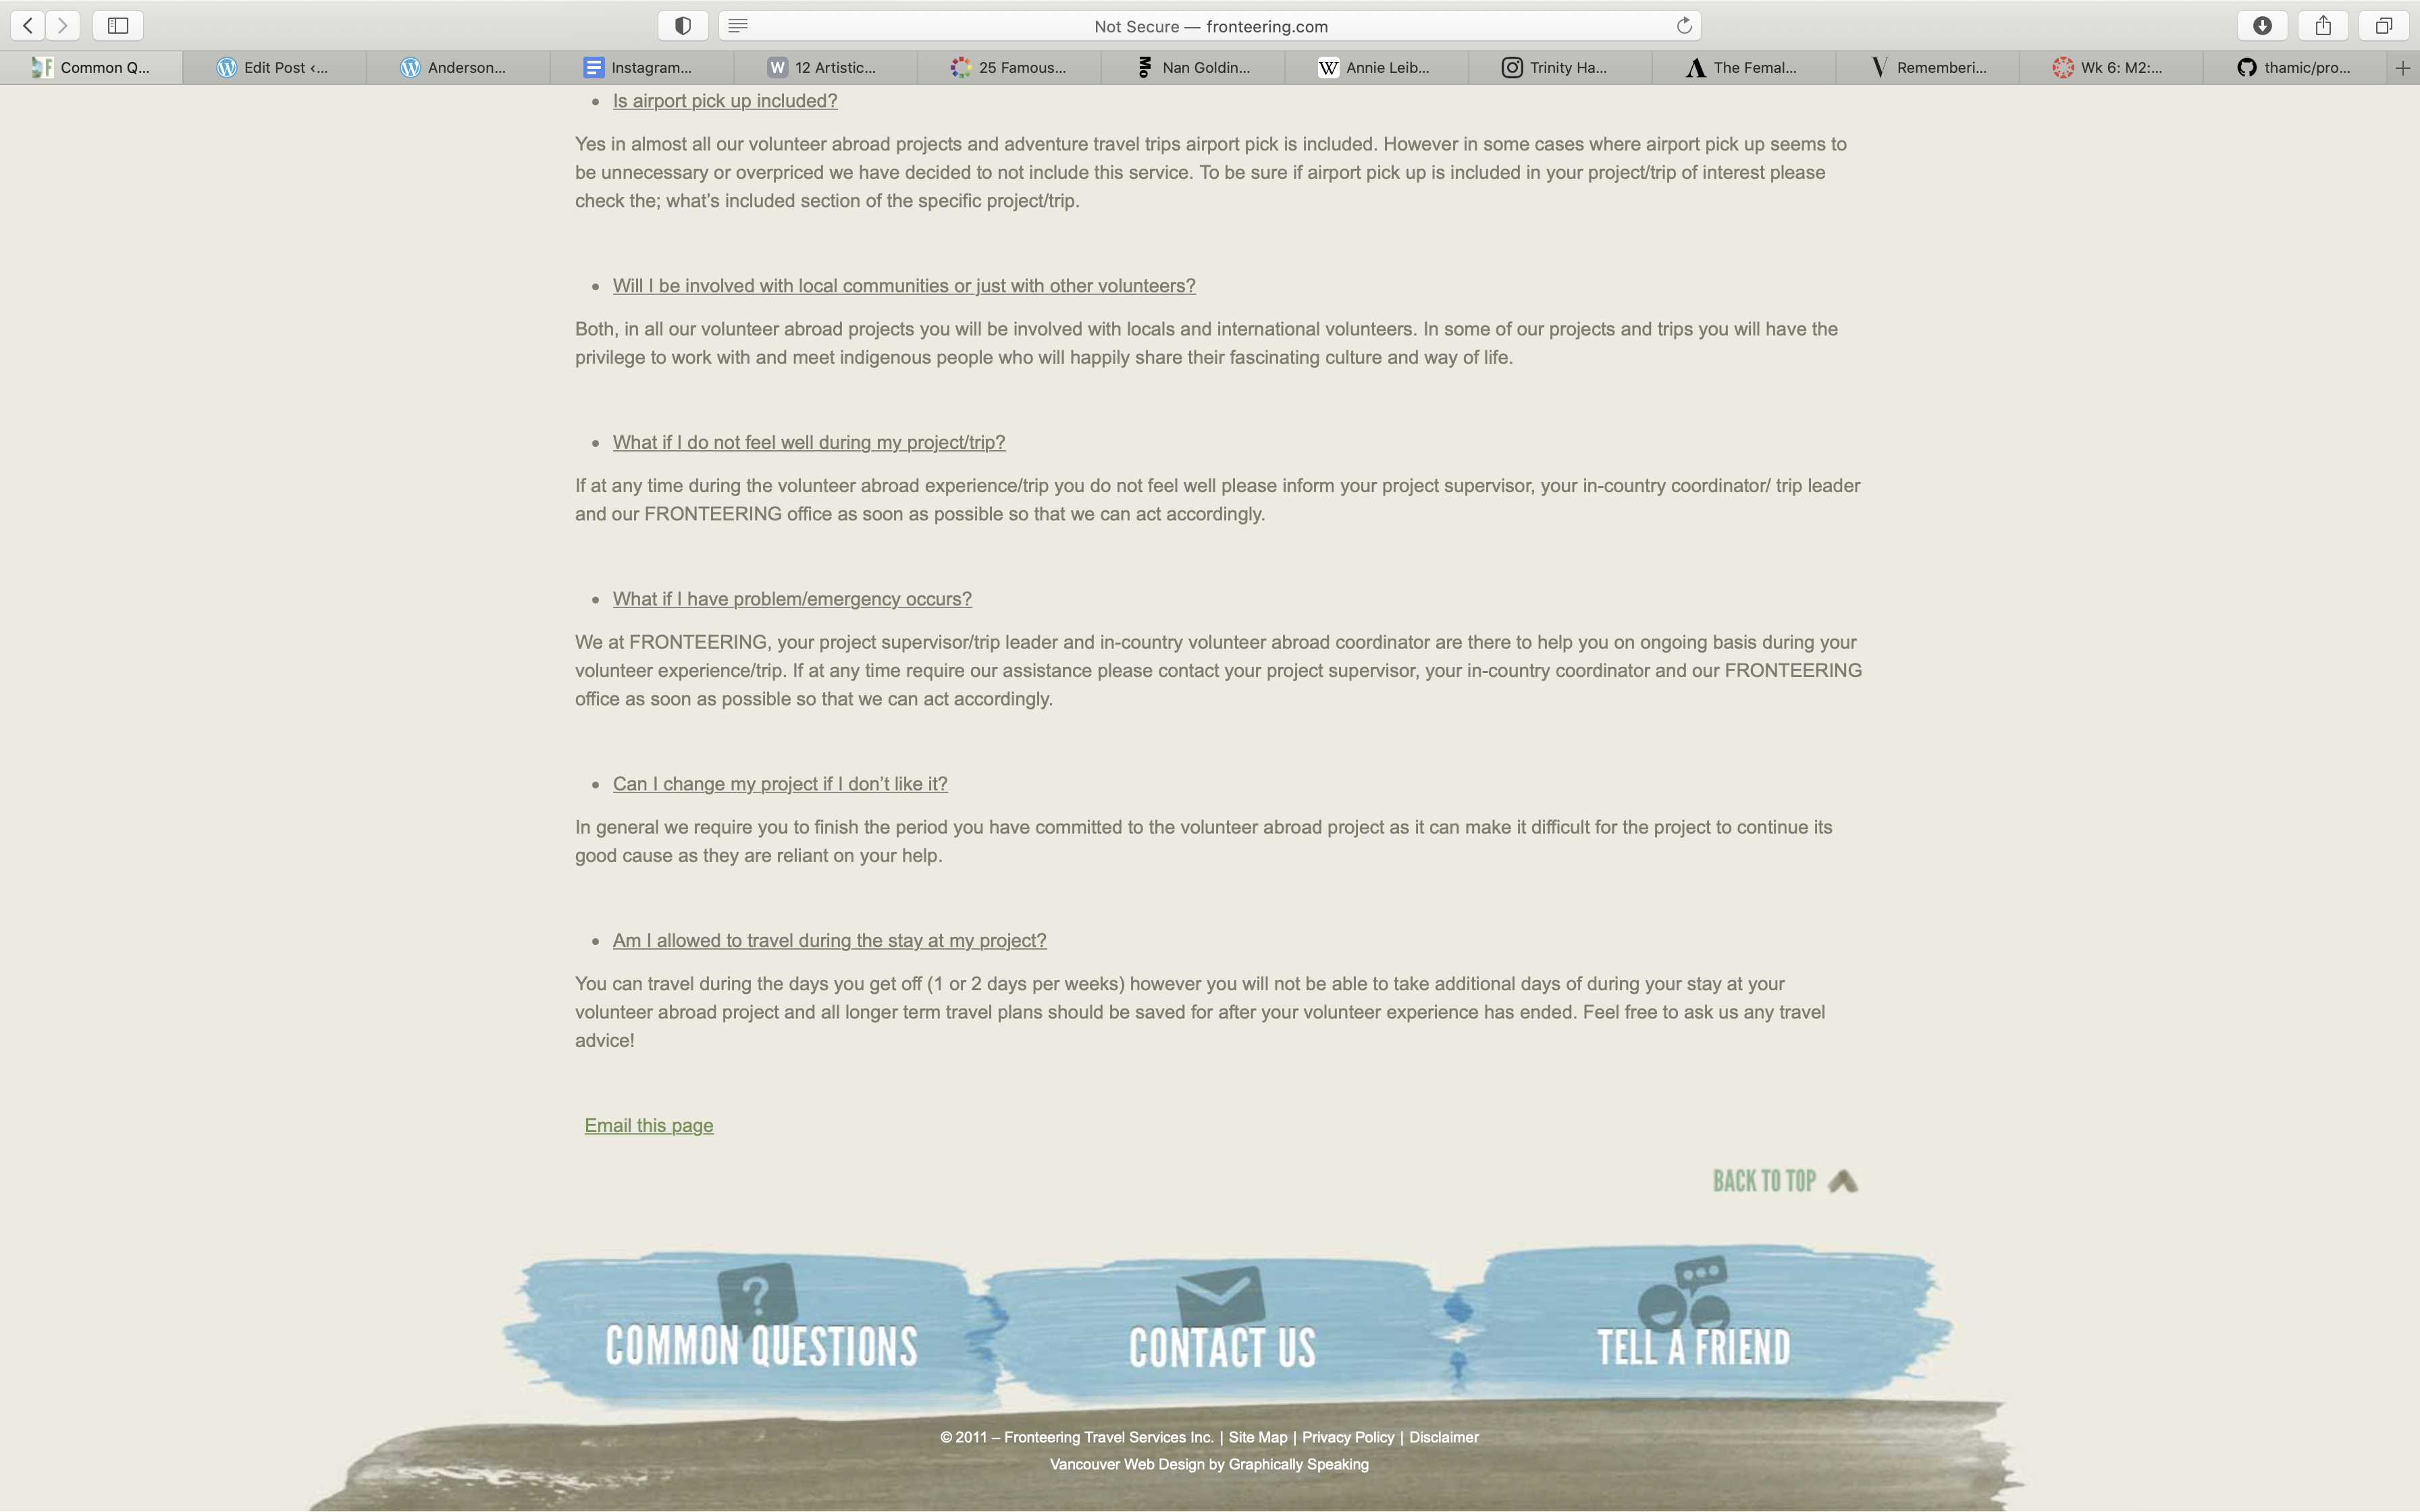 Not Secure — fronteering.com
Common Q...
Edit Post ‹...
Anderson...
Instagram...
W 12 Artistic...
25 Famous...
Mo Nan Goldin...
W Annie Leib...
Trinity Ha...
The Femal...
V Rememberi...
Wk 6: M2:...
thamic/pro...
• Is airport pick up included?
Yes in almost all our volunteer abroad projects and adventure travel trips airport pick is included. However in some cases where airport pick up seems to
be unnecessary or overpriced we have decided to not include this service. To be sure if airport pick up is included in your project/trip of interest please
check the; what’s included section of the specific project/trip.
• Will I be involved with local communities or just with other volunteers?
Both, in all our volunteer abroad projects you will be involved with locals and international volunteers. In some of our projects and trips you will have the
privilege to work with and meet indigenous people who will happily share their fascinating culture and way of life.
• What if I do not feel well during my project/trip?
If at any time during the volunteer abroad experience/trip you do not feel well please inform your project supervisor, your in-country coordinator/ trip leader
and our FRONTEERING office as soon as possible so that we can act accordingly.
• What if I have problem/emergency occurs?
We at FRONTEERING, your project supervisor/trip leader and in-country volunteer abroad coordinator are there to help you on ongoing basis during your
volunteer experience/trip. If at any time require our assistance please contact your project supervisor, your in-country coordinator and our FRONTEERING
office as soon as possible so that we can act accordingly.
• Can I change my project if I don’t like it?
In general we require you to finish the period you have committed to the volunteer abroad project as it can make it difficult for the project to continue its
good cause as they are reliant on your help.
• Am I allowed to travel during the stay at my project?
You can travel during the days you get off (1 or 2 days per weeks) however you will not be able to take additional days of during your stay at your
volunteer abroad project and all longer term travel plans should be saved for after your volunteer experience has ended. Feel free to ask us any travel
advice!
Email this page
BACK TO TOP
COMMON QUESTIONS
CONTACT US
TELL A FRIEND
© 2011 – Fronteering Travel Services Inc. | Site Map | Privacy Policy | Disclaimer
Vancouver Web Design by Graphically Speaking